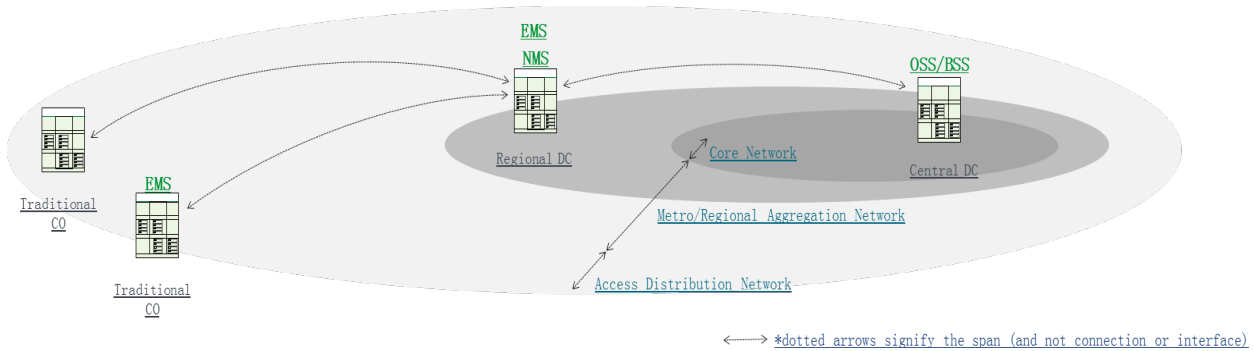 EMS
NMS
OSS/BSS
Regional DC
Core Network
Central DC
EMS
Traditional
CO
Metro/Regional Aggregation Network
Access Distribution Network
Traditional
CO
*dotted arrows signify the span (and not connection or interface)